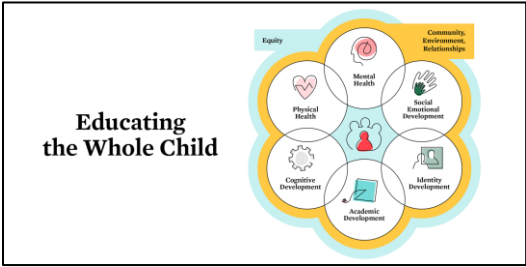 Educating
the Whole Child
Equity
Community,
Environment,
Relationships
Mental
Health
Physical
Health
Social
Emotional
Development
Cognitive
Development
Identity
Development
Academic
Development